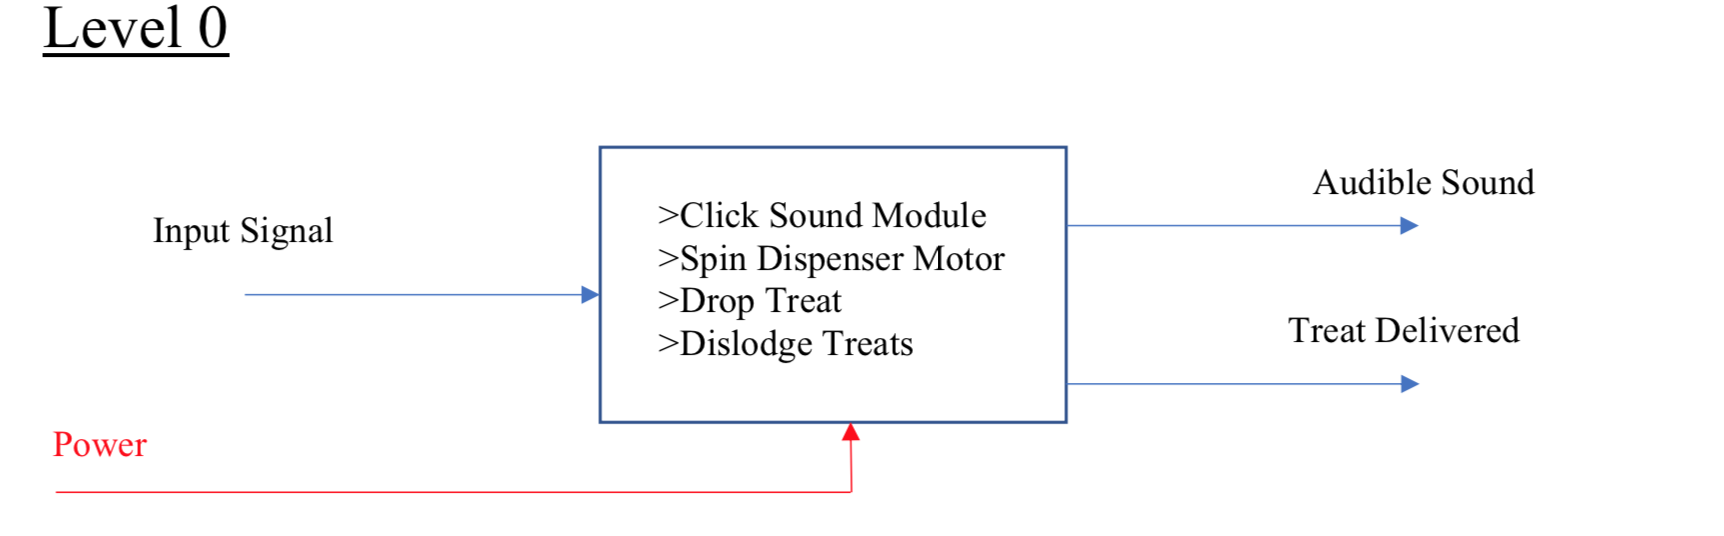 Level 0
Input Signal
>Click Sound Module
>Spin Dispenser Motor
>Drop Treat
>Dislodge Treats
Audible Sound
Treat Delivered
Power